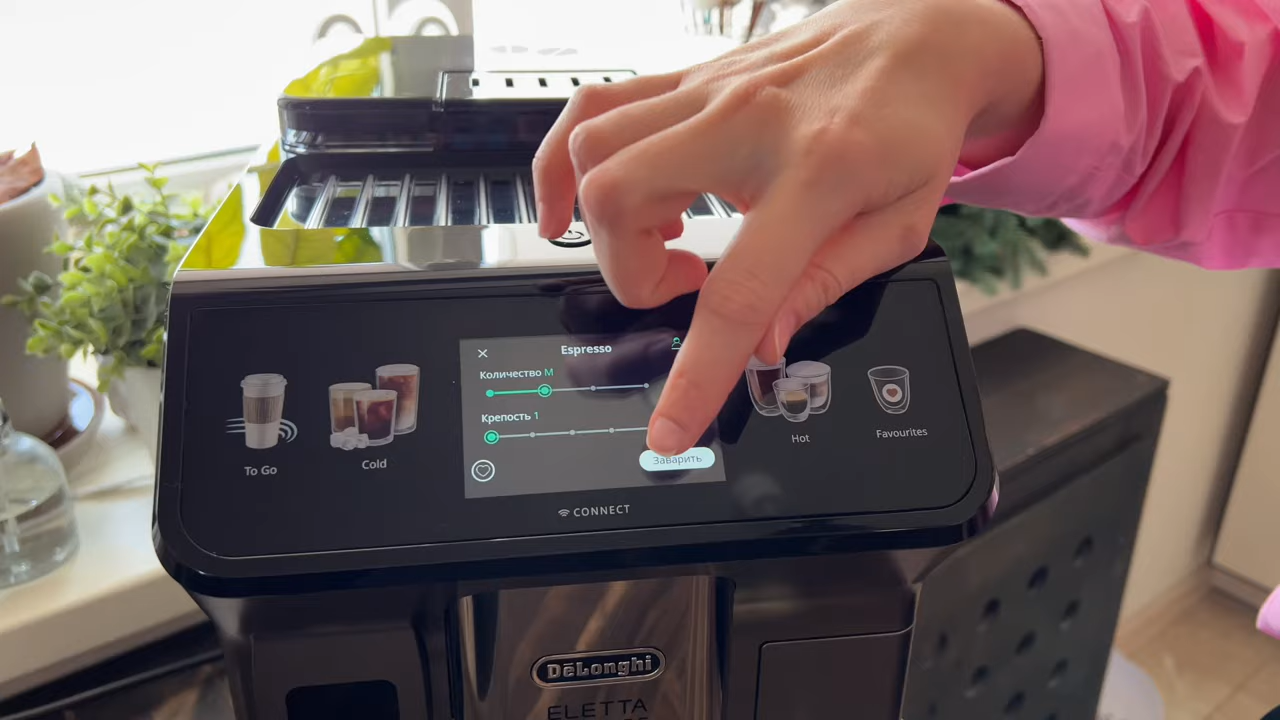 Espresso
Количество M
Крепость 1
Заварить
To Go
Cold
Hot
Favourites
CONNECT
DeLonghi
ELETTA